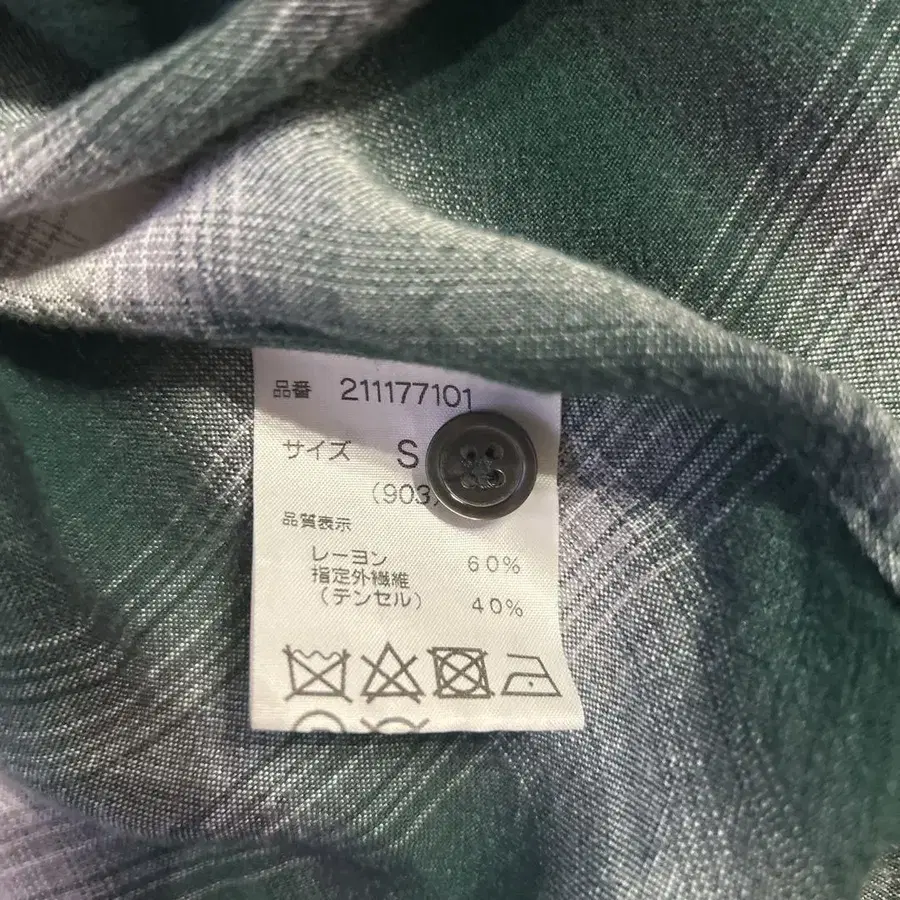 品番 211177101
サイズ S
(903)
品質表示
レーヨン 60%
指定外繊維
(テンセル) 40%